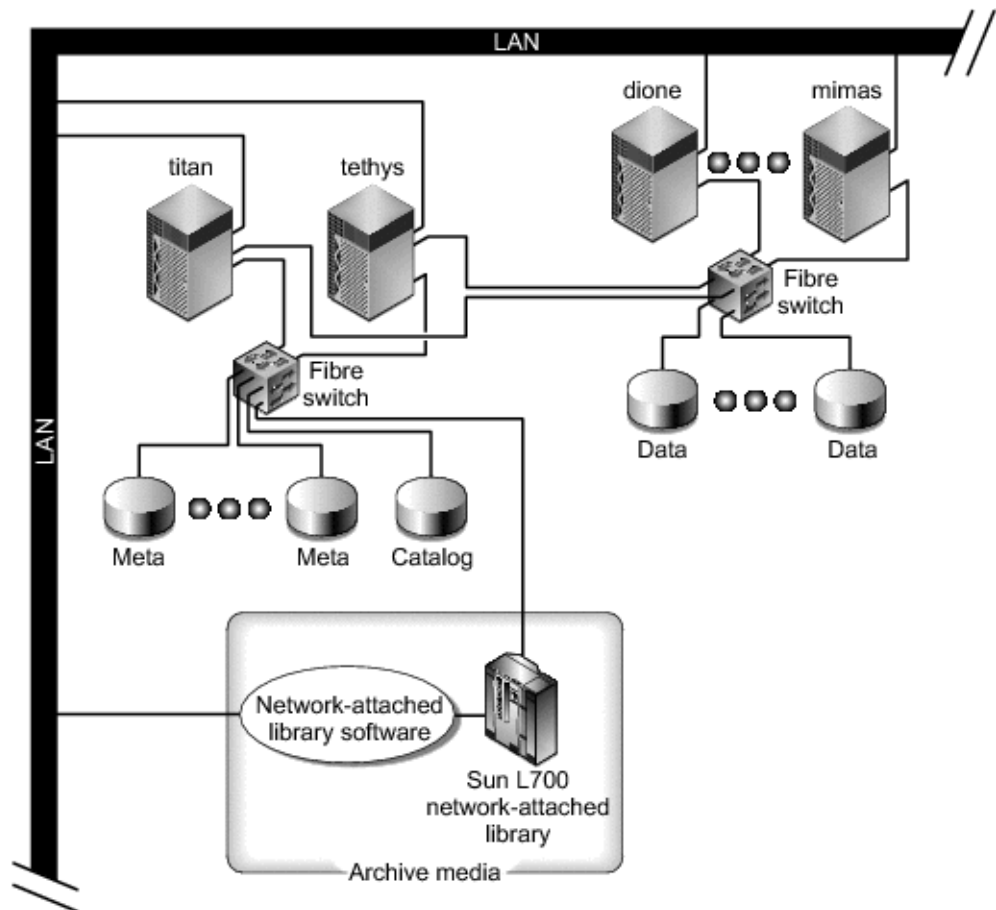 LAN
dione
mimas
titan
tethys
Fibre
switch
Fibre
switch
Data
Data
LAN
Meta
Meta
Catalog
Network-attached
library software
Sun L700
network-attached
library
Archive media